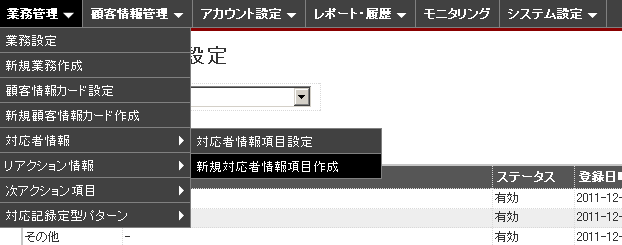 業務管理 顧客情報管理 アカウント設定 レポート・履歴 モニタリング システム設定
業務設定
新規業務作成
設定
顧客情報カード設定
新規顧客情報カード作成
対応者情報
対応者情報項目設定
リアクション情報
新規対応者情報項目作成
ステータス 登録日
次アクション項目
有効 2011-12-
対応記録定型パターン
有効 2011-12-
その他 - 有効 2011-12-